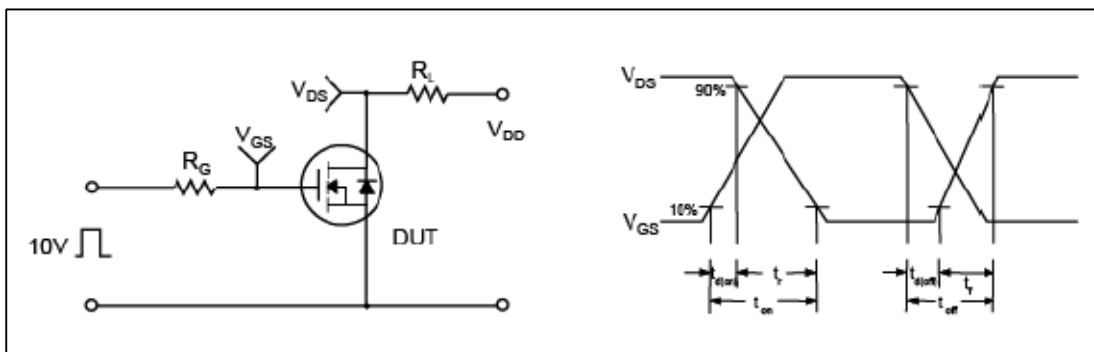 V_DS
R_L
V_DD
V_GS
R_G
10V
DUT
V_DS
90%
10%
V_GS
t_d(on)
t_r
t_on
t_d(off)
t_f
t_off